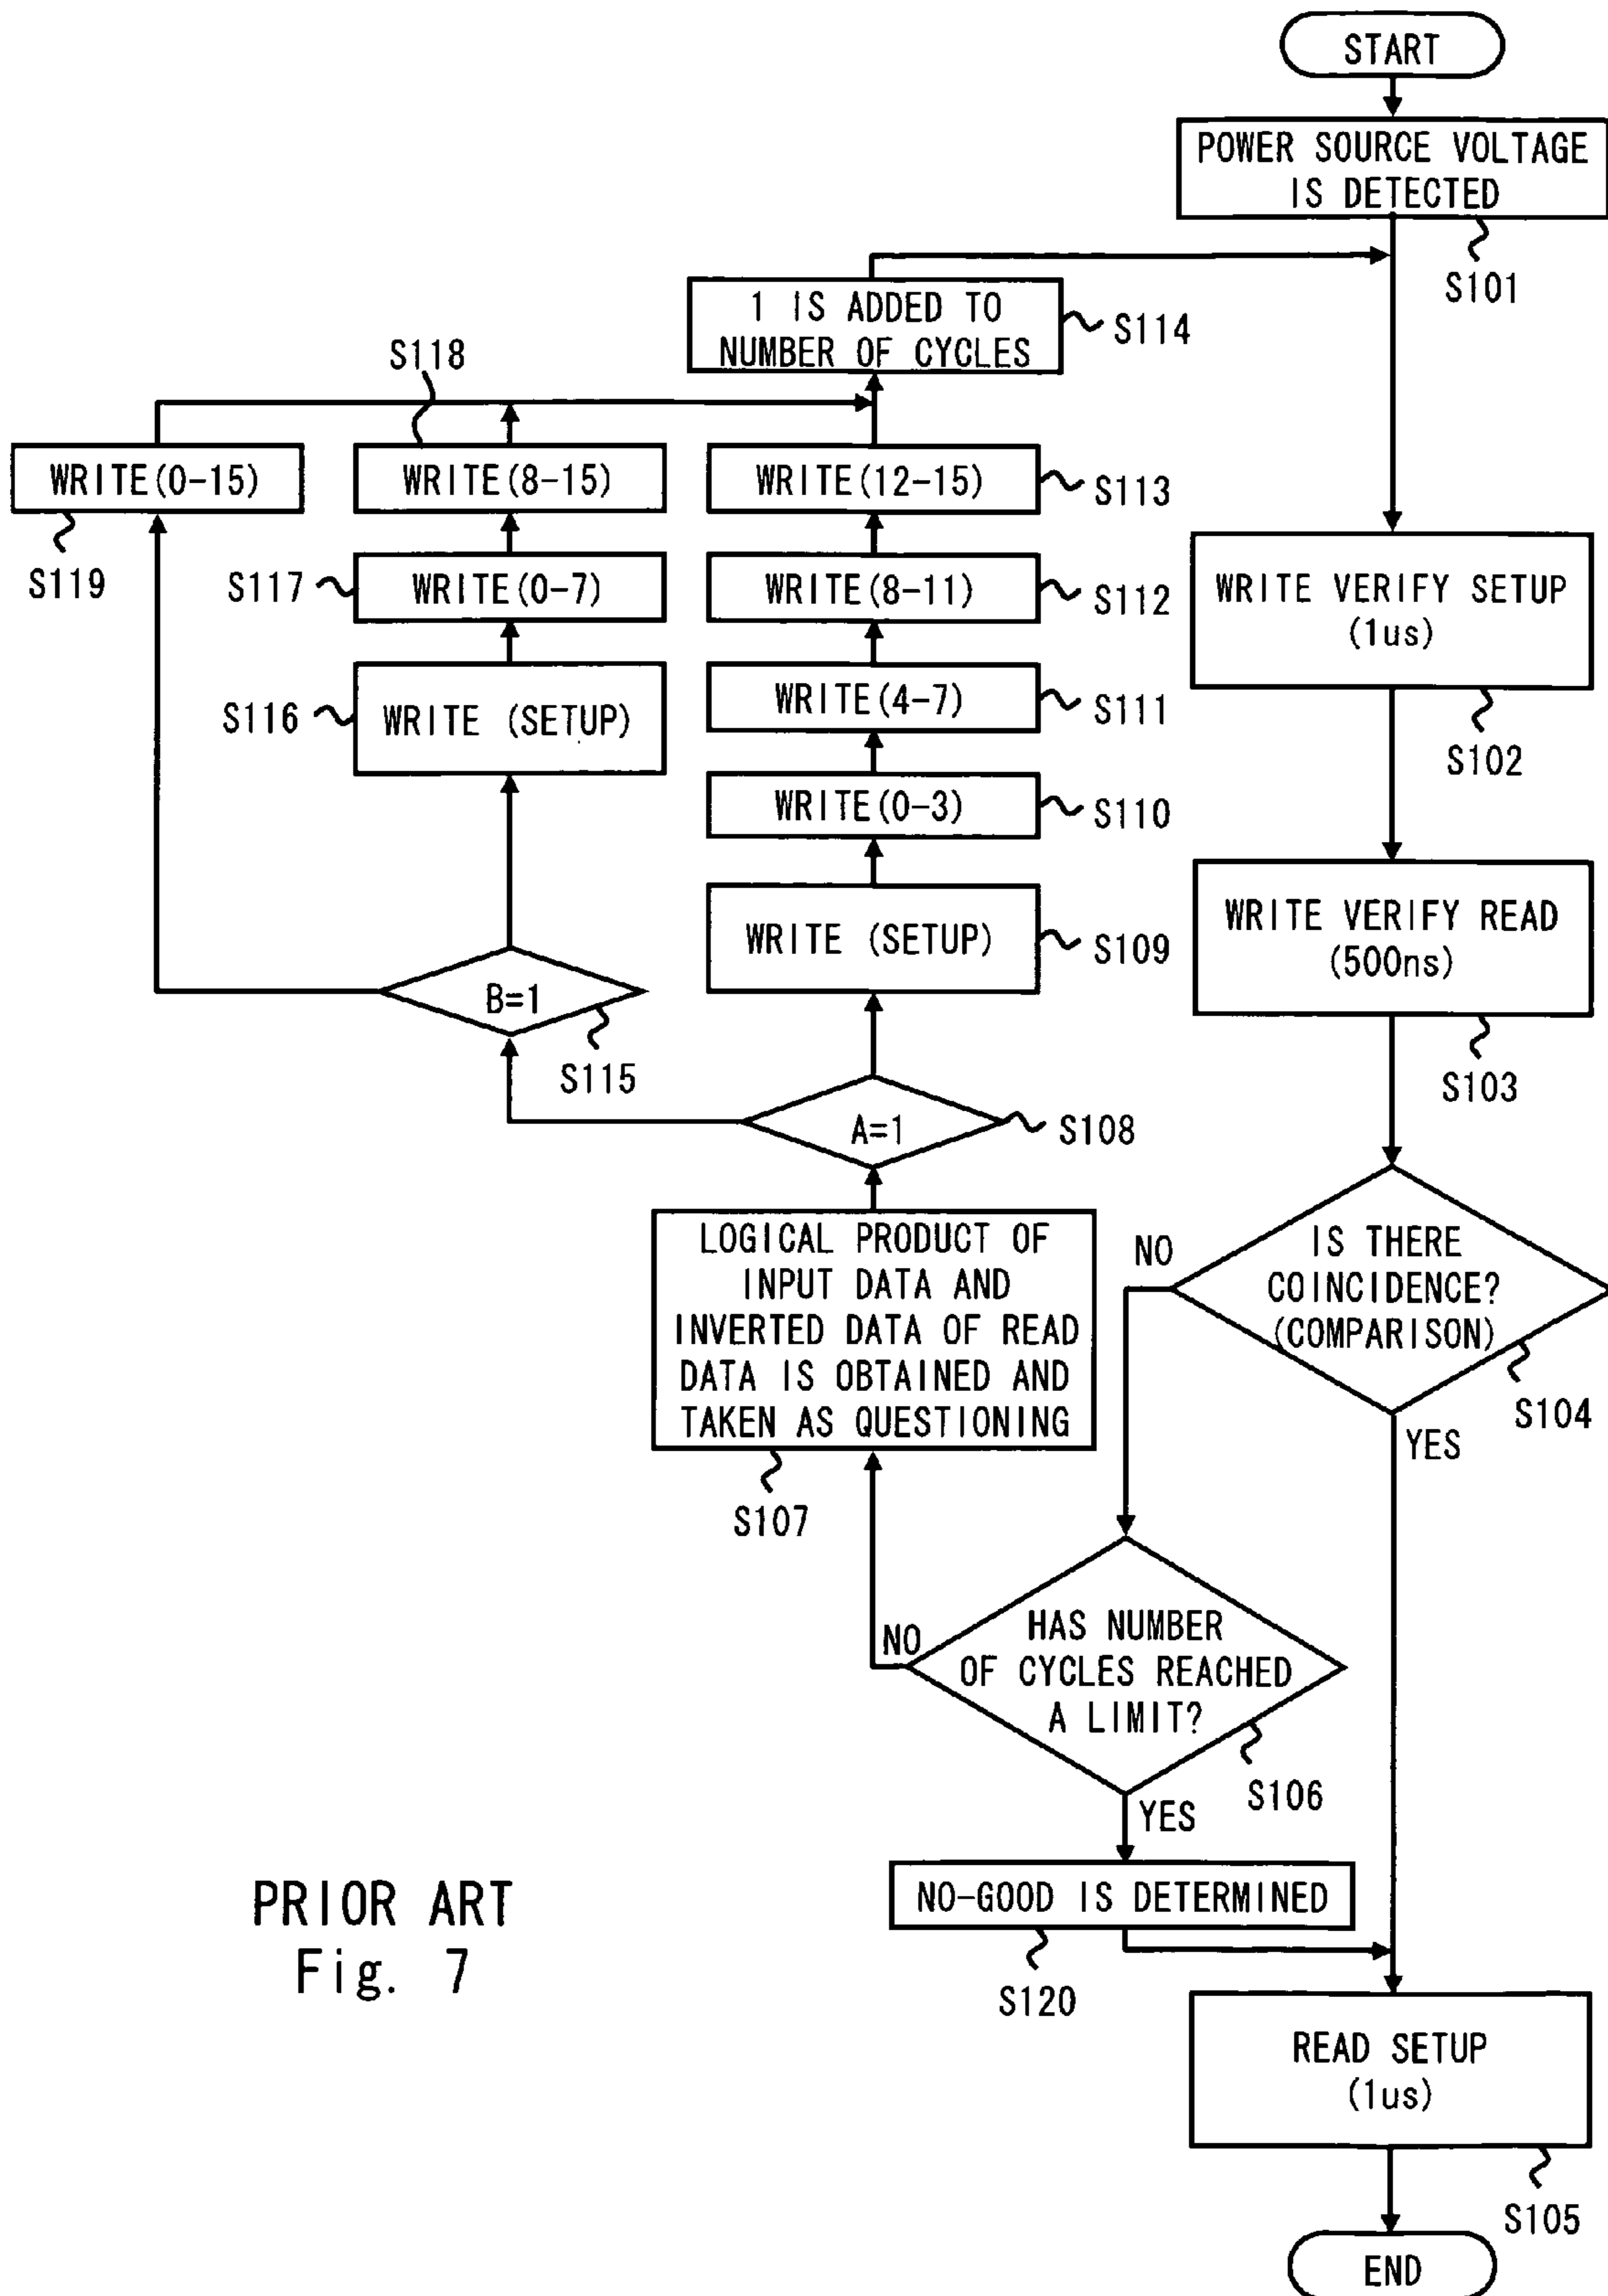 START
POWER SOURCE VOLTAGE
IS DETECTED
S101
1 IS ADDED TO
NUMBER OF CYCLES
S114
S118
WRITE(0-15)
WRITE(8-15)
WRITE(12-15)
S113
S119
S117
WRITE(0-7)
WRITE(8-11)
S112
WRITE VERIFY SETUP
(1us)
S102
S116
WRITE (SETUP)
WRITE(4-7)
S111
WRITE(0-3)
S110
WRITE (SETUP)
S109
WRITE VERIFY READ
(500ns)
S103
B=1
S115
A=1
S108
LOGICAL PRODUCT OF
INPUT DATA AND
INVERTED DATA OF READ
DATA IS OBTAINED AND
TAKEN AS QUESTIONING
S107
NO
IS THERE
COINCIDENCE?
(COMPARISON)
S104
YES
NO
HAS NUMBER
OF CYCLES REACHED
A LIMIT?
S106
YES
NO-GOOD IS DETERMINED
S120
PRIOR ART
Fig. 7
READ SETUP
(1us)
S105
END